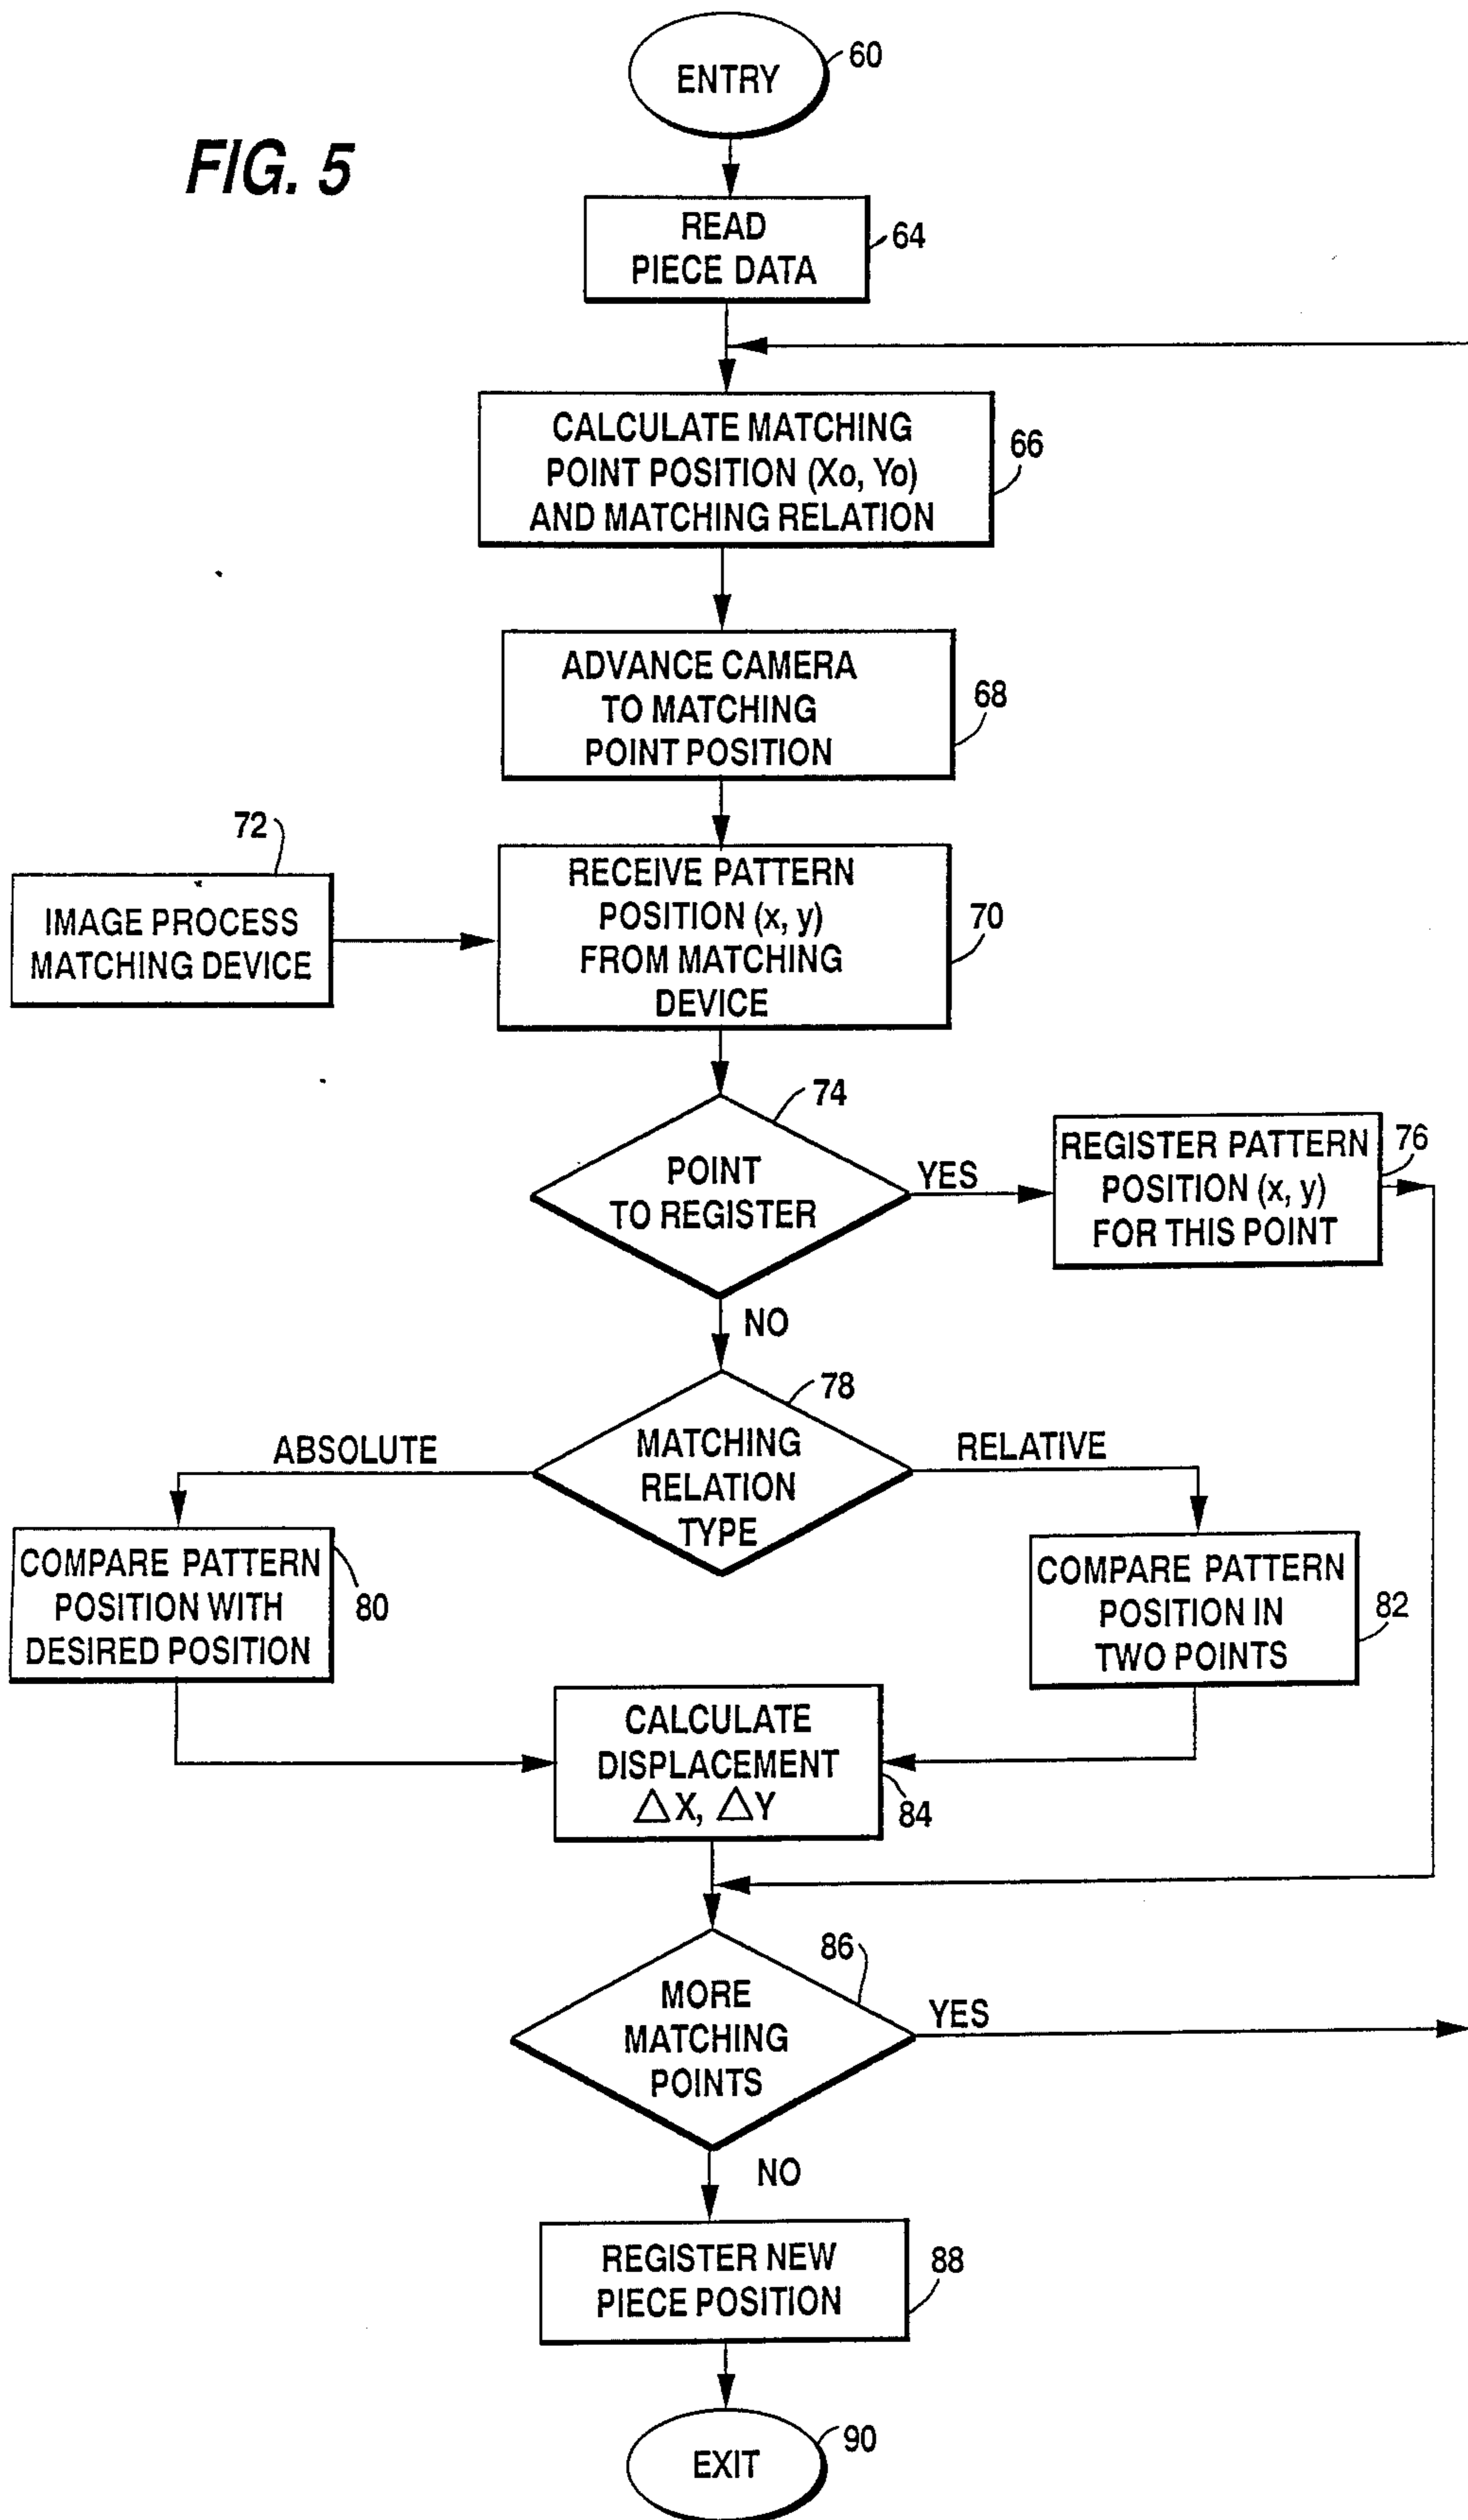 FIG. 5
ENTRY
60
READ
PIECE DATA
64
CALCULATE MATCHING
POINT POSITION (Xo, Yo)
AND MATCHING RELATION
66
ADVANCE CAMERA
TO MATCHING
POINT POSITION
68
72
IMAGE PROCESS
MATCHING DEVICE
RECEIVE PATTERN
POSITION (x, y)
FROM MATCHING
DEVICE
70
74
POINT
TO REGISTER
YES
REGISTER PATTERN
POSITION (x, y)
FOR THIS POINT
76
NO
78
MATCHING
RELATION
TYPE
ABSOLUTE
RELATIVE
COMPARE PATTERN
POSITION WITH
DESIRED POSITION
80
COMPARE PATTERN
POSITION IN
TWO POINTS
82
CALCULATE
DISPLACEMENT
△X, △Y
84
86
MORE
MATCHING
POINTS
YES
NO
REGISTER NEW
PIECE POSITION
88
EXIT
90